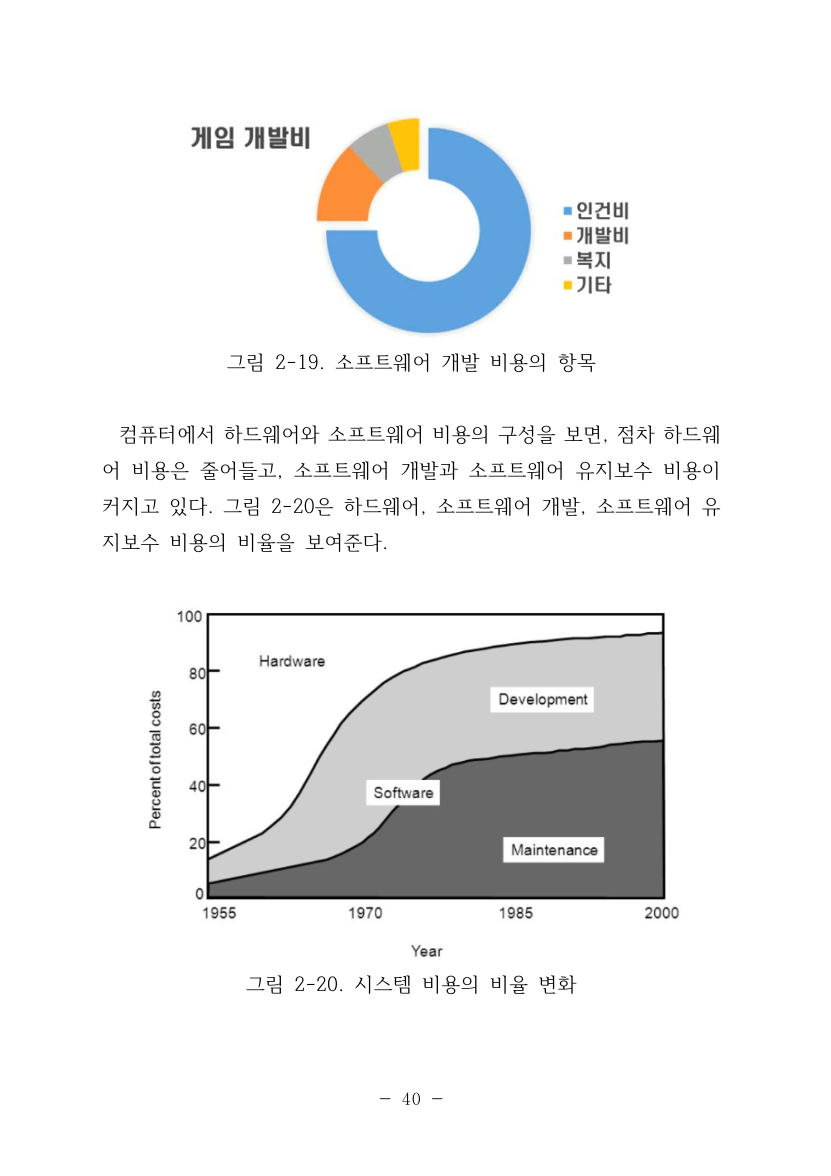 게임 개발비
인건비
개발비
복지
기타
그림 2-19. 소프트웨어 개발 비용의 항목
컴퓨터에서 하드웨어와 소프트웨어 비용의 구성을 보면, 점차 하드웨
어 비용은 줄어들고, 소프트웨어 개발과 소프트웨어 유지보수 비용이
커지고 있다. 그림 2-20은 하드웨어, 소프트웨어 개발, 소프트웨어 유
지보수 비용의 비율을 보여준다.
100
80
60
40
20
0
Percent of total costs
Hardware
Development
Software
Maintenance
1955 1970 1985 2000
Year
그림 2-20. 시스템 비용의 비율 변화
- 40 -